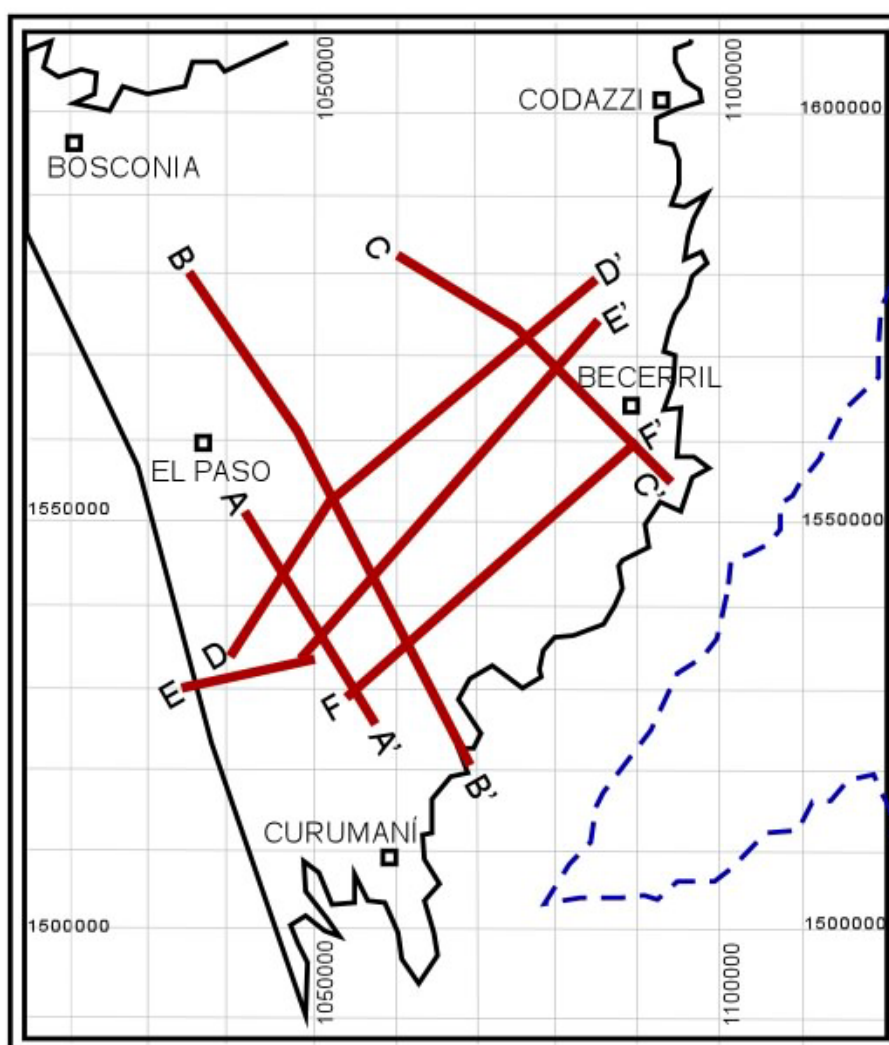 1050000
1100000
CODAZZI
1600000
BOSCONIA
B
C
D'
E'
BECERRIL
EL PASO
F'
A
C'
1550000
1550000
D
E
F
A'
B'
CURUMANÍ
1500000
1500000
1050000
1100000